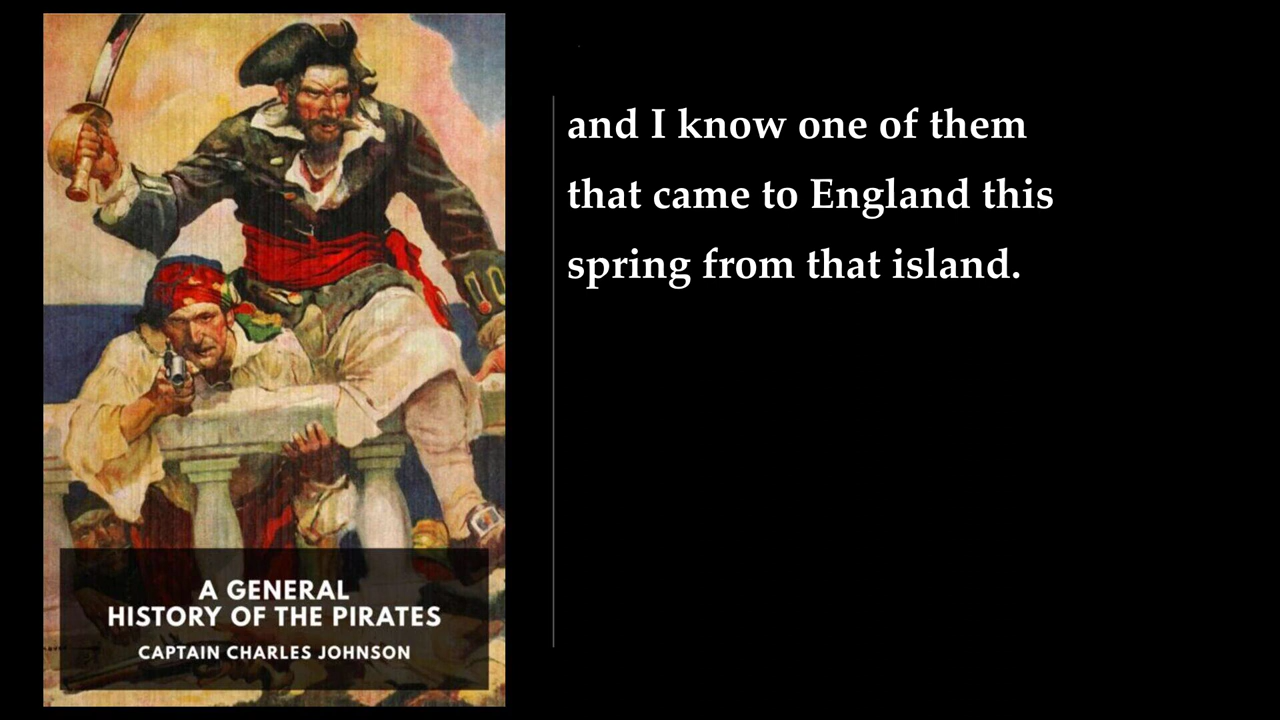 A GENERAL
HISTORY OF THE PIRATES
CAPTAIN CHARLES JOHNSON
and I know one of them
that came to England this
spring from that island.